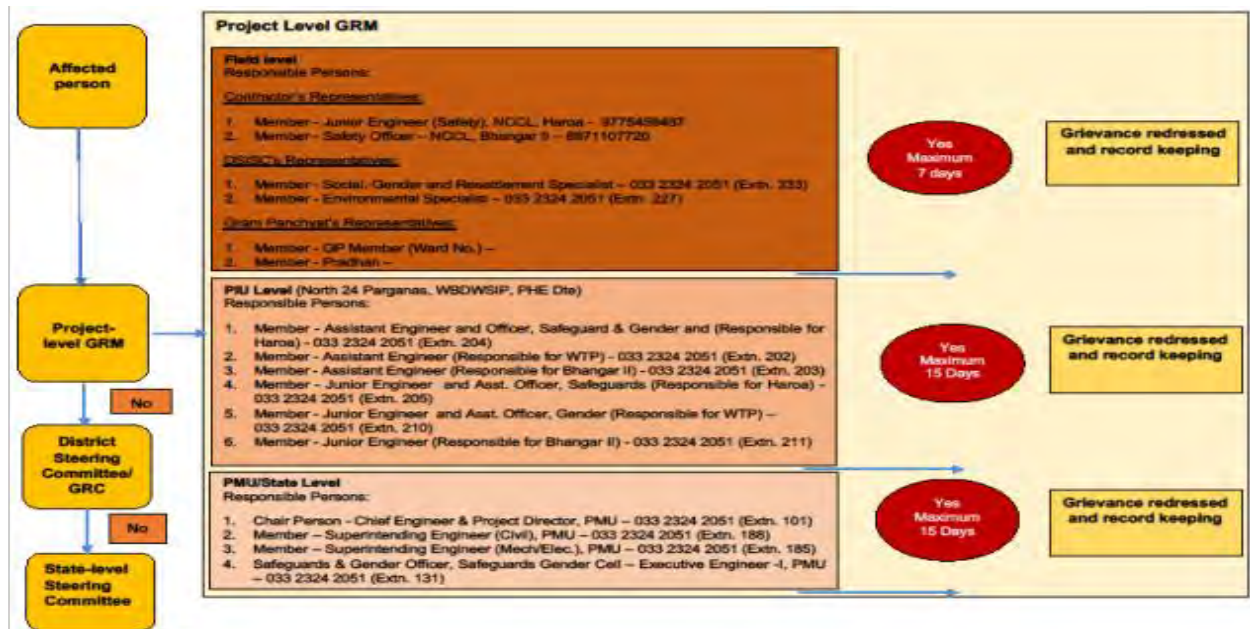 Affected
person
Project-
level GRM
No
District
Steering
Committee/
GRC
No
State-level
Steering
Committee
Project Level GRM
Field level
Responsible Persons:
Contractor's Representatives:
1. Member - Junior Engineer (Safety), NCCL, Haroa -
2. Member - Safety Officer – NCCL, Bhangar II –
Representatives:
1. Member - Social, Gender and Resettlement Specialist – 033 2324 2051 (Extn. 333)
2. Member - Environmental Specialist – 033 2324 2051 (Extn. 227)
Gram Panchyat's Representatives:
1. Member - GP Member (Ward No.) –
2. Member - Pradhan –
Yes
Maximum
7 days
Grievance redressed
and record keeping
PIU Level (North 24 Parganas, WBDWSIP, PHE Dte)
Responsible Persons:
1. Member - Assistant Engineer and Officer, Safeguard & Gender and (Responsible for
Haroa) - 033 2324 2051 (Extn. 204)
2. Member - Assistant Engineer (Responsible for WTP) - 033 2324 2051 (Extn. 202)
3. Member - Assistant Engineer (Responsible for Bhangar II) - 033 2324 2051 (Extn. 203)
4. Member - Junior Engineer and Asst. Officer, Safeguards (Responsible for Haroa) -
033 2324 2051 (Extn. 205)
5. Member - Junior Engineer and Asst. Officer, Gender (Responsible for WTP) –
033 2324 2051 (Extn. 210)
6. Member - Junior Engineer (Responsible for Bhangar II) - 033 2324 2051 (Extn. 211)
Yes
Maximum
15 Days
Grievance redressed
and record keeping
PMU/State Level
Responsible Persons:
1. Chair Person - Chief Engineer & Project Director, PMU – 033 2324 2051 (Extn. 101)
2. Member – Superintending Engineer (Civil), PMU – 033 2324 2051 (Extn. 188)
3. Member – Superintending Engineer (Mech/Elec.), PMU – 033 2324 2051 (Extn. 185)
4. Safeguards & Gender Officer, Safeguards Gender Cell – Executive Engineer -I, PMU
– 033 2324 2051 (Extn. 131)
Yes
Maximum
15 Days
Grievance redressed
and record keeping